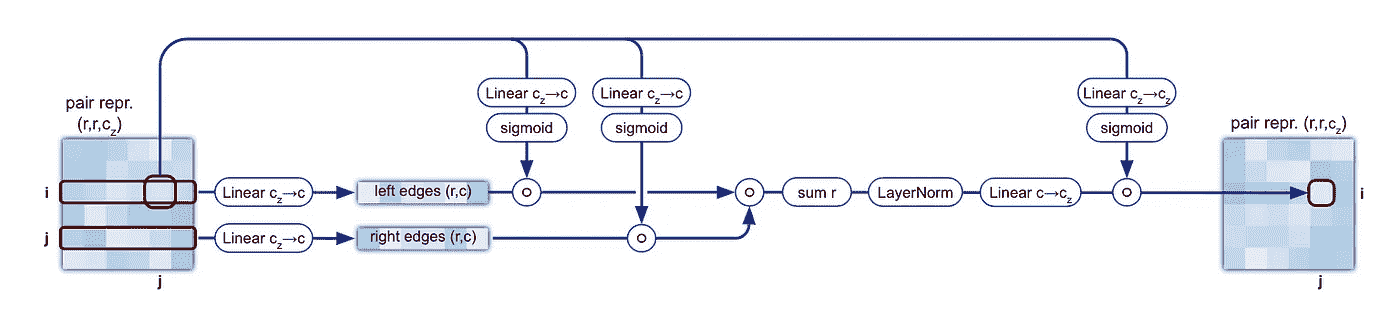 pair repr.
(r,r,c_z)
i
j
j
Linear c_z→c
Linear c_z→c
left edges (r,c)
right edges (r,c)
Linear c_z→c
sigmoid
Linear c_z→c
sigmoid
sum r
LayerNorm
Linear c→c_z
Linear c_z→c_z
sigmoid
pair repr. (r,r,c_z)
i
j